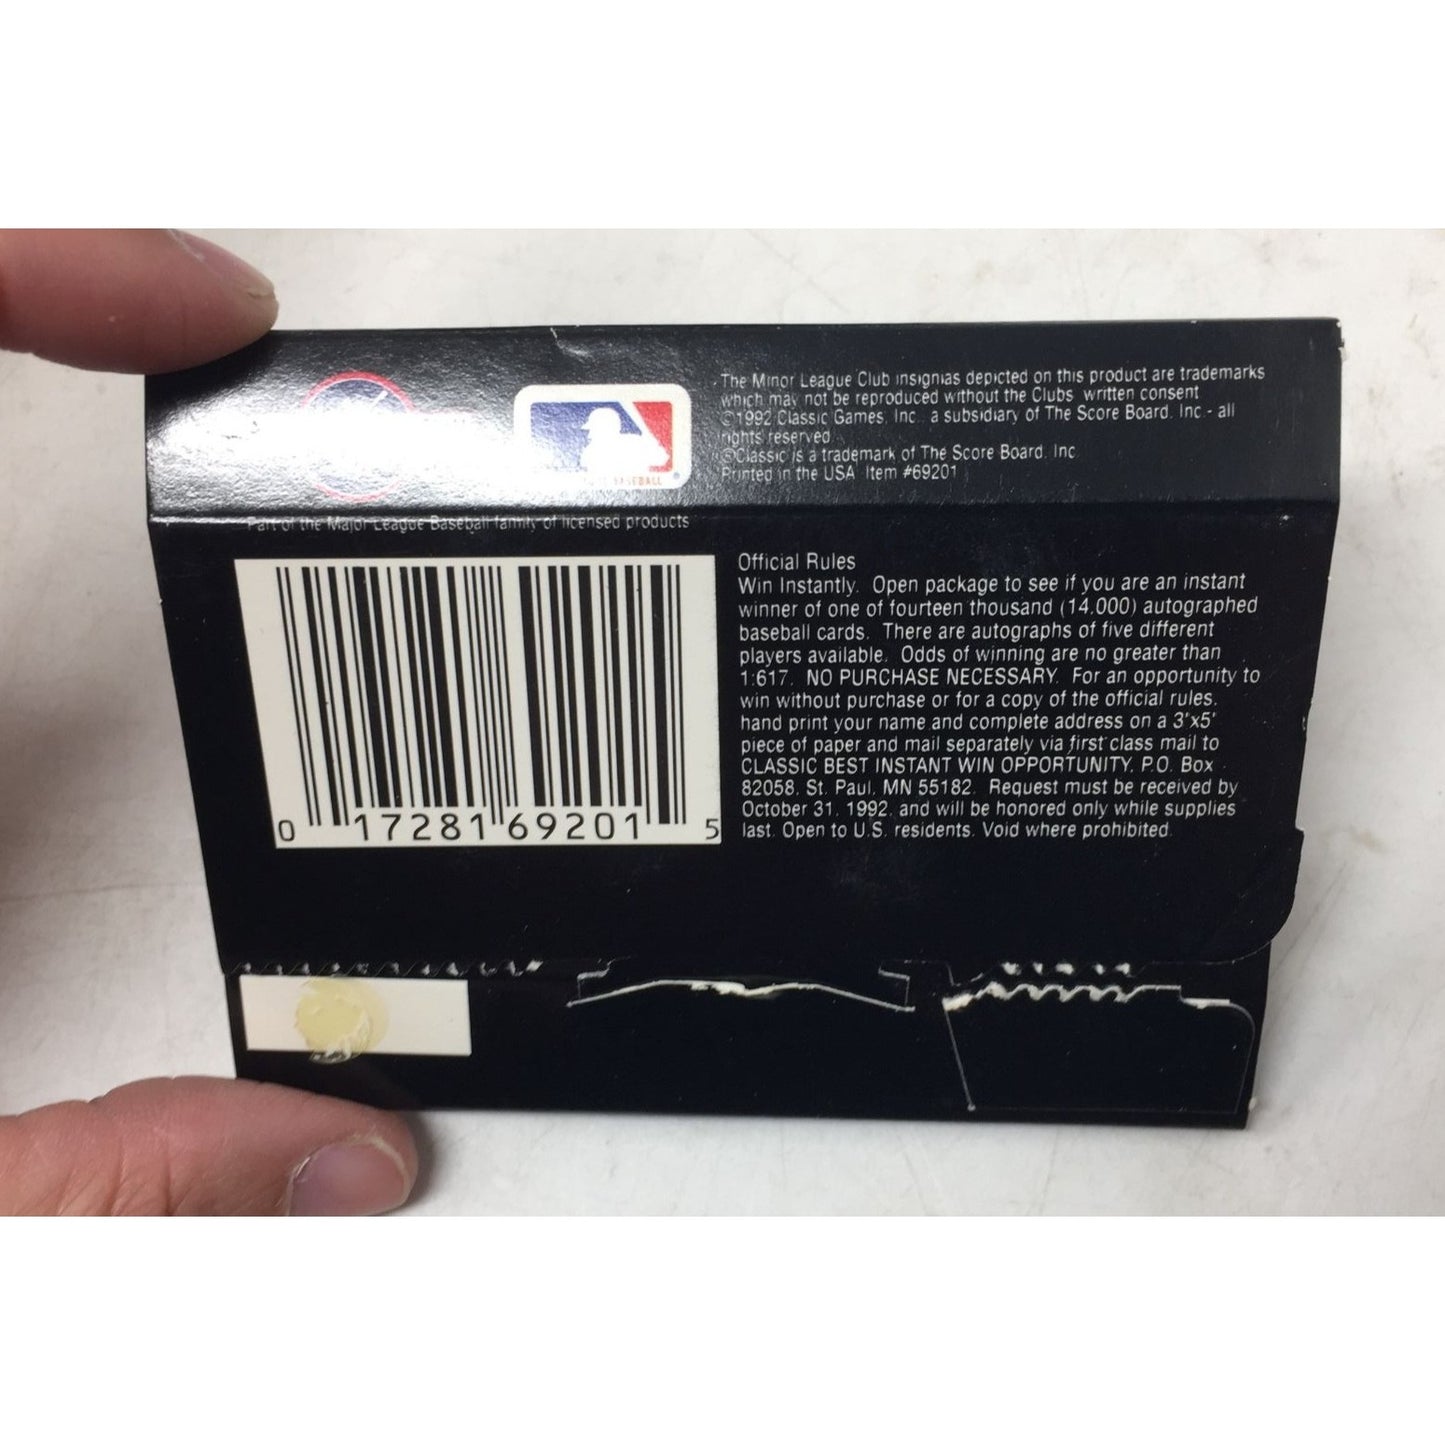 The Minor League Club insignias depicted on this product are trademarks
which may not be reproduced without the Clubs written consent
©1992 Classic Games, Inc., a subsidiary of The Score Board, Inc.- all
rights reserved
®Classic is a trademark of The Score Board, Inc
Printed in the USA Item #69201
BASEBALL
Part of the Major League Baseball family of licensed products
Official Rules
Win Instantly. Open package to see if you are an instant
winner of one of fourteen thousand (14,000) autographed
baseball cards. There are autographs of five different
players available. Odds of winning are no greater than
1:617. NO PURCHASE NECESSARY. For an opportunity to
win without purchase or for a copy of the official rules,
hand print your name and complete address on a 3"x5"
piece of paper and mail separately via first class mail to
CLASSIC BEST INSTANT WIN OPPORTUNITY, P.O. Box
82058, St. Paul, MN 55182. Request must be received by
October 31, 1992, and will be honored only while supplies
last. Open to U.S. residents. Void where prohibited.
0 17281 69201 5